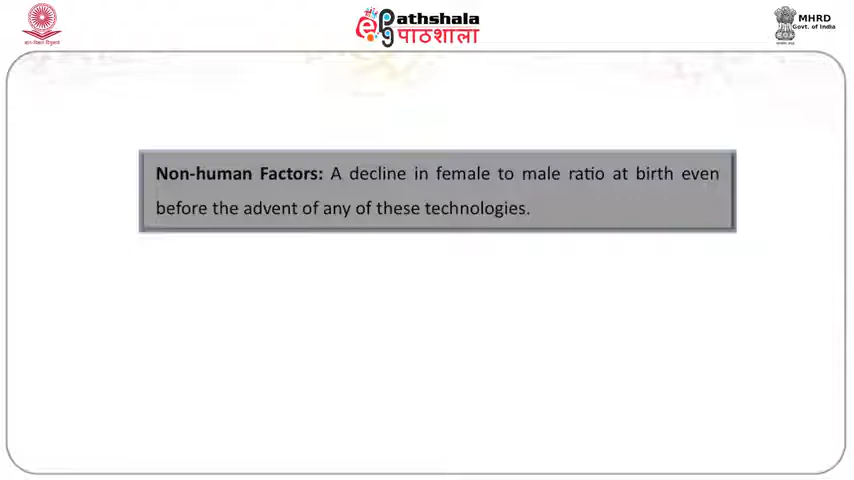 ePathshala
पाठशाला
MHRD
Govt. of India
Non-human Factors: A decline in female to male ratio at birth even
before the advent of any of these technologies.